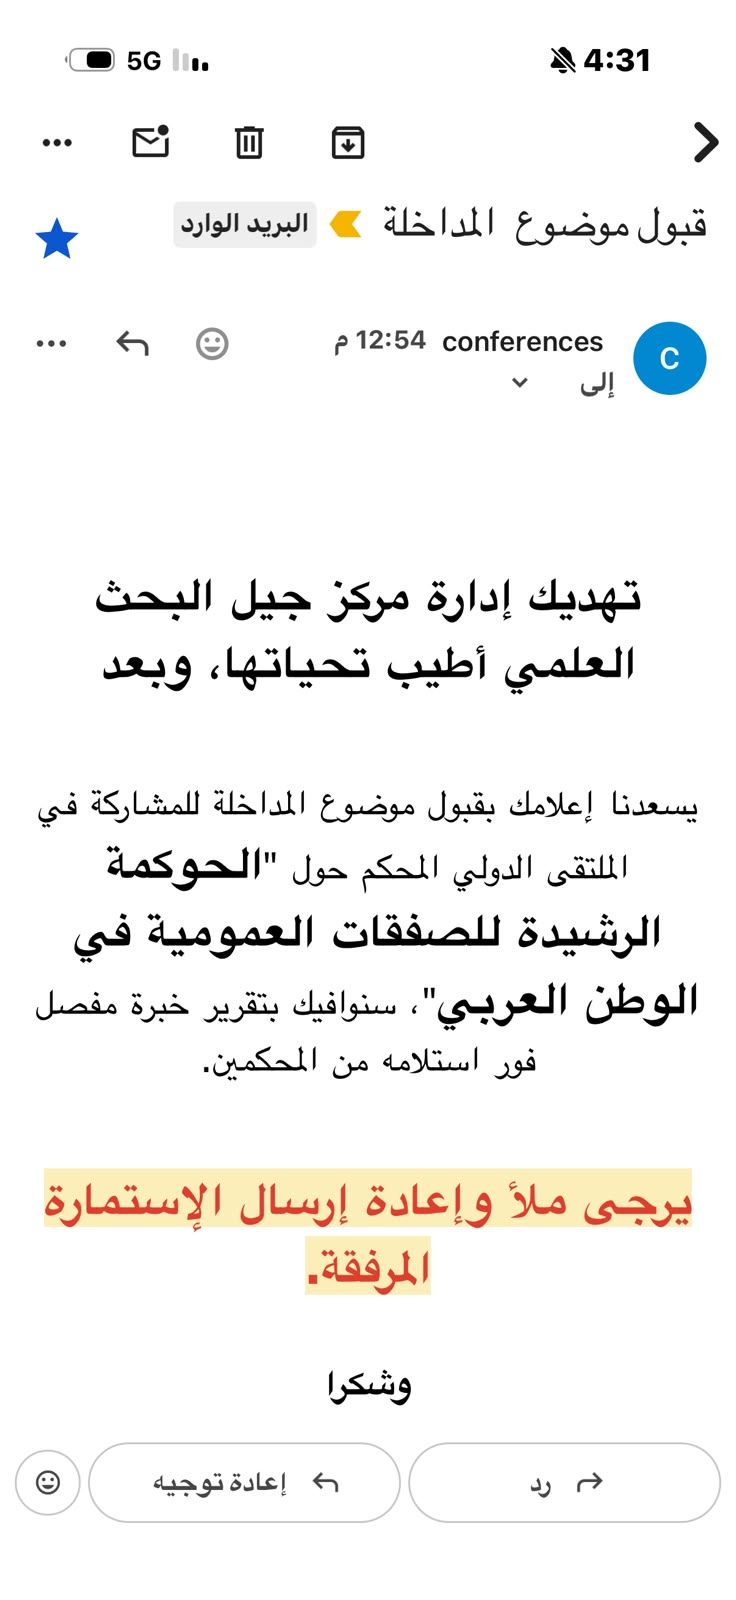 4:31
5G
قبول موضوع المداخلة
البريد الوارد
C
conferences 12:54 م
إلى
تهديك إدارة مركز جيل البحث
العلمي أطيب تحياتها، وبعد
يسعدنا إعلامك بقبول موضوع المداخلة للمشاركة في
الملتقى الدولي المحكم حول "الحوكمة
الرشيدة للصفقات العمومية في
الوطن العربي"، سنوافيك بتقرير خبرة مفصل
فور استلامه من المحكمين.
يرجى ملأ وإعادة إرسال الإستمارة
المرفقة.
وشكرا
رد
إعادة توجيه